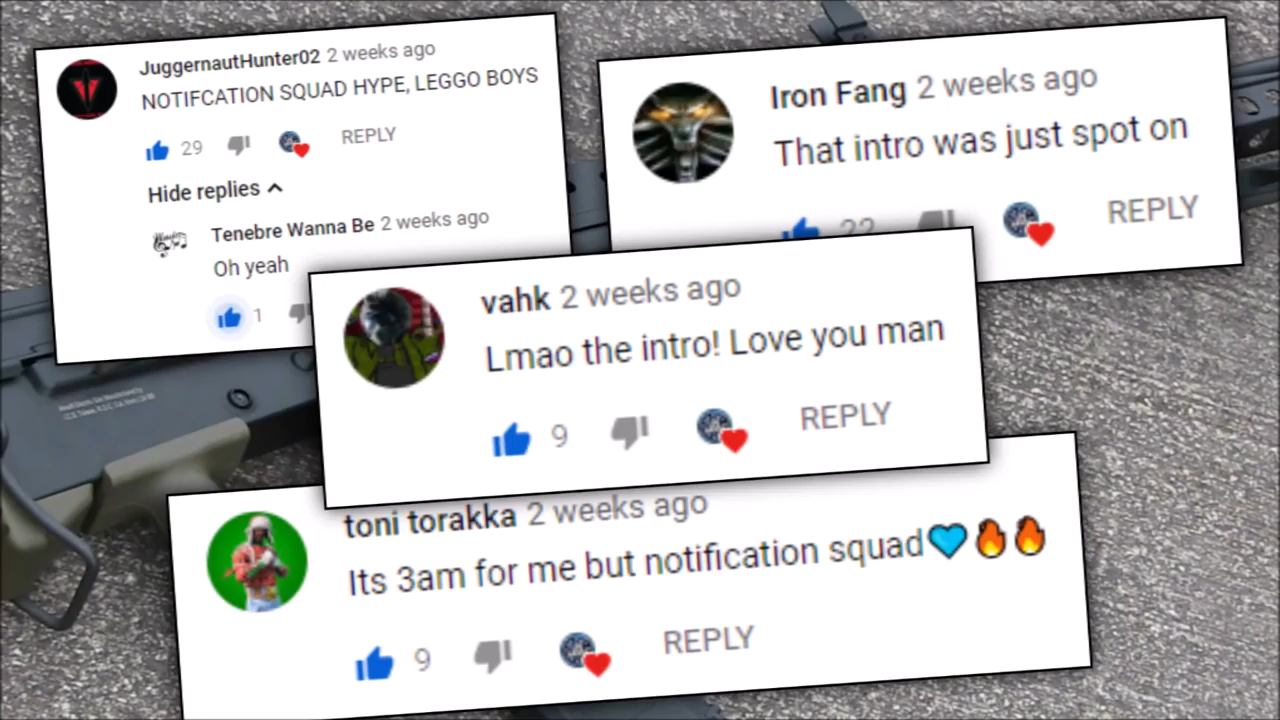 JuggernautHunter02 2 weeks ago
NOTIFCATION SQUAD HYPE, LEGGO BOYS
29 REPLY
Hide replies
Tenebre Wanna Be 2 weeks ago
Oh yeah
1
Iron Fang 2 weeks ago
That intro was just spot on
22 REPLY
vahk 2 weeks ago
Lmao the intro! Love you man
9 REPLY
toni torakka 2 weeks ago
Its 3am for me but notification squad💙🔥🔥
9 REPLY